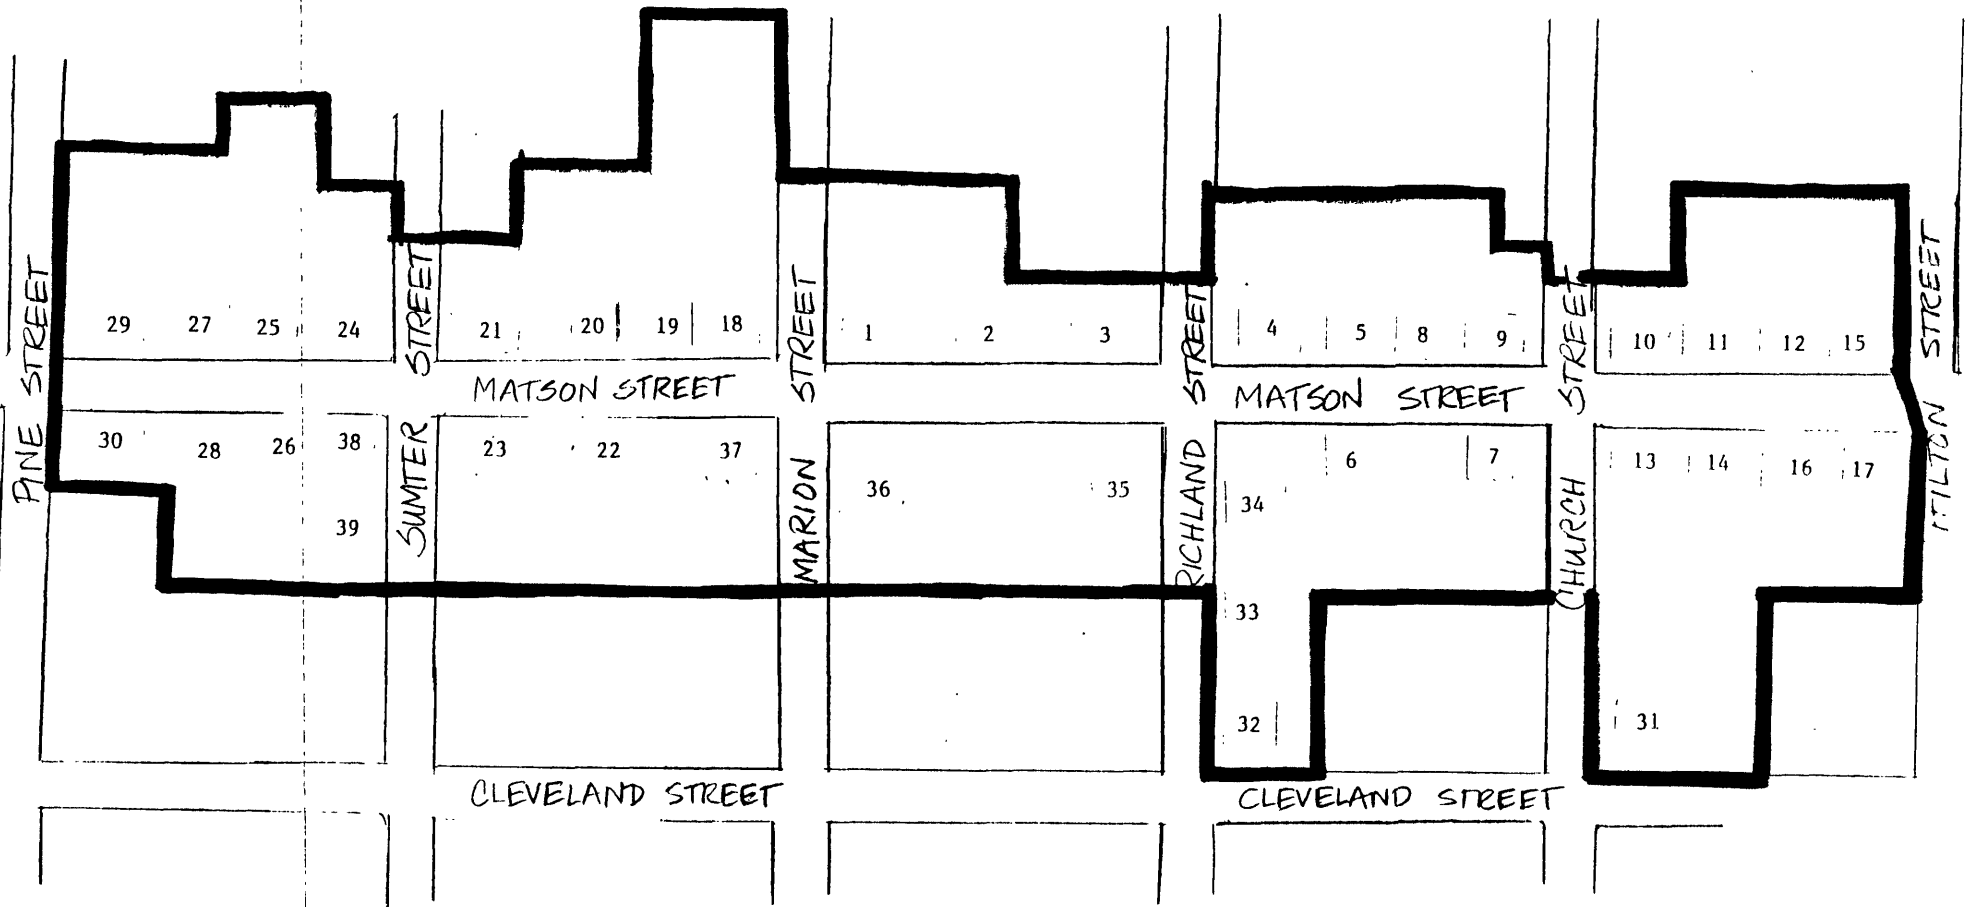 29 27 25 24 21 20 19 18 1 2 3 4 5 8 9 10 11 12 15
MATSON STREET MATSON STREET
30 28 26 38 23 22 37 36 35 6 7 13 14 16 17
39 34
33
32 31
CLEVELAND STREET CLEVELAND STREET
PINE STREET
SUMTER STREET
MARION STREET
RICHLAND STREET
CHURCH STREET
STREET